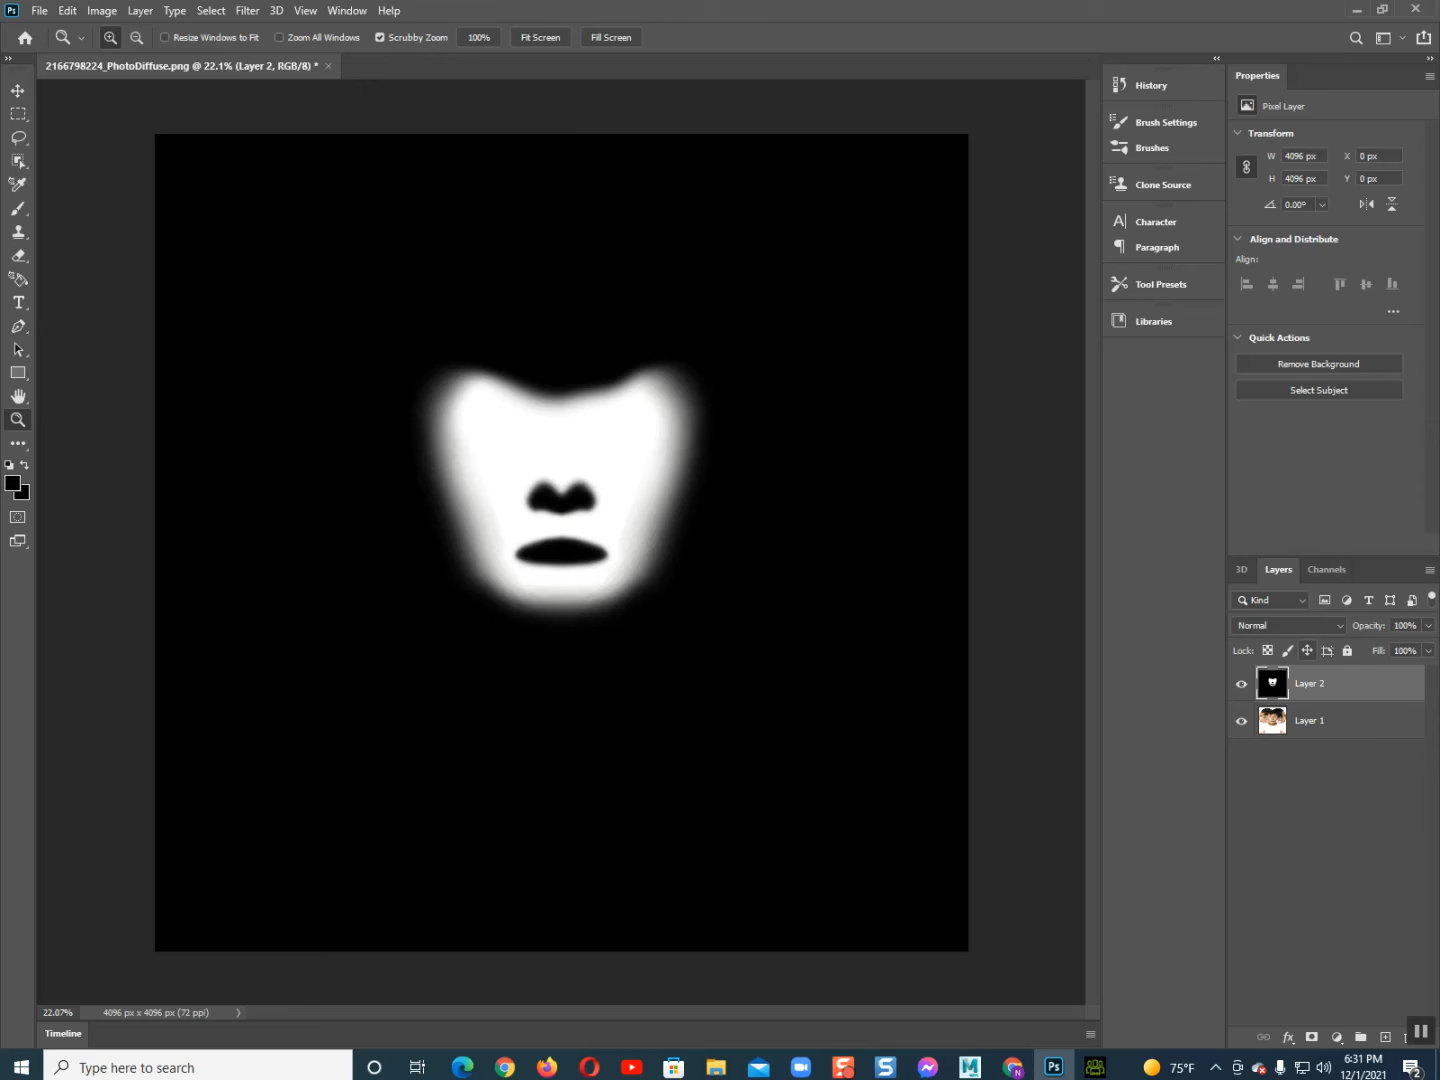 Ps File Edit Image Layer Type Select Filter 3D View Window Help
Resize Windows to Fit Zoom All Windows Scrubby Zoom 100% Fit Screen Fill Screen
2166798224_PhotoDiffuse.png @ 22.1% (Layer 2, RGB/8) * ×
History
Brush Settings
Brushes
Clone Source
Character
Paragraph
Tool Presets
Libraries
Properties
Pixel Layer
Transform
W 4096 px X 0 px
H 4096 px Y 0 px
0.00°
Align and Distribute
Align:
Quick Actions
Remove Background
Select Subject
3D Layers Channels
Kind
Normal Opacity: 100%
Lock: Fill: 100%
Layer 2
Layer 1
22.07% 4096 px x 4096 px (72 ppi)
Timeline
Type here to search
75°F
6:31 PM
12/1/2021
2